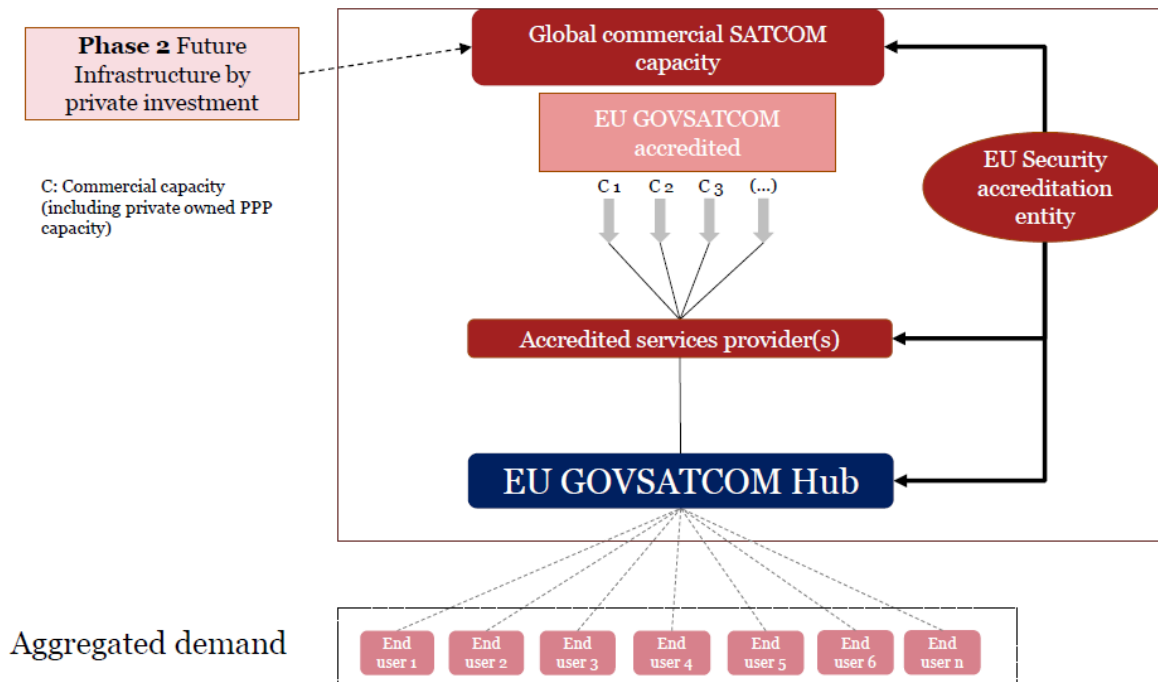 Phase 2 Future
Infrastructure by
private investment
Global commercial SATCOM
capacity
EU GOVSATCOM
accredited
C: Commercial capacity
(including private owned PPP
capacity)
C 1 C 2 C 3 (...)
EU Security
accreditation
entity
Accredited services provider(s)
EU GOVSATCOM Hub
Aggregated demand
End
user 1
End
user 2
End
user 3
End
user 4
End
user 5
End
user 6
End
user n